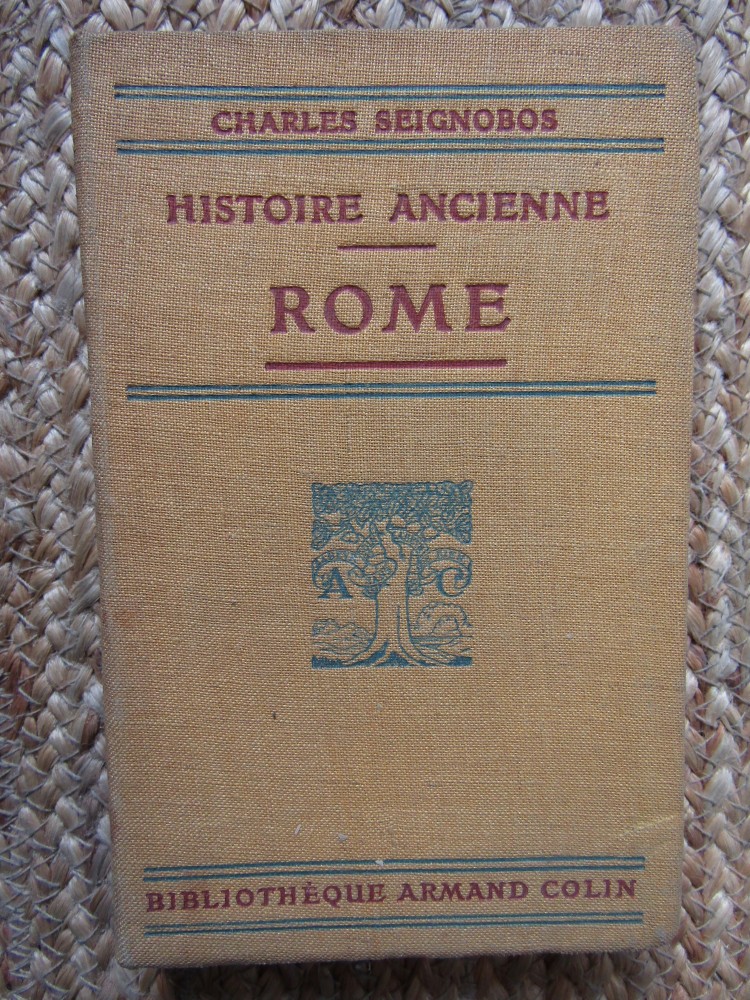 CHARLES SEIGNOBOS
HISTOIRE ANCIENNE
ROME
A C
BIBLIOTHÈQUE ARMAND COLIN